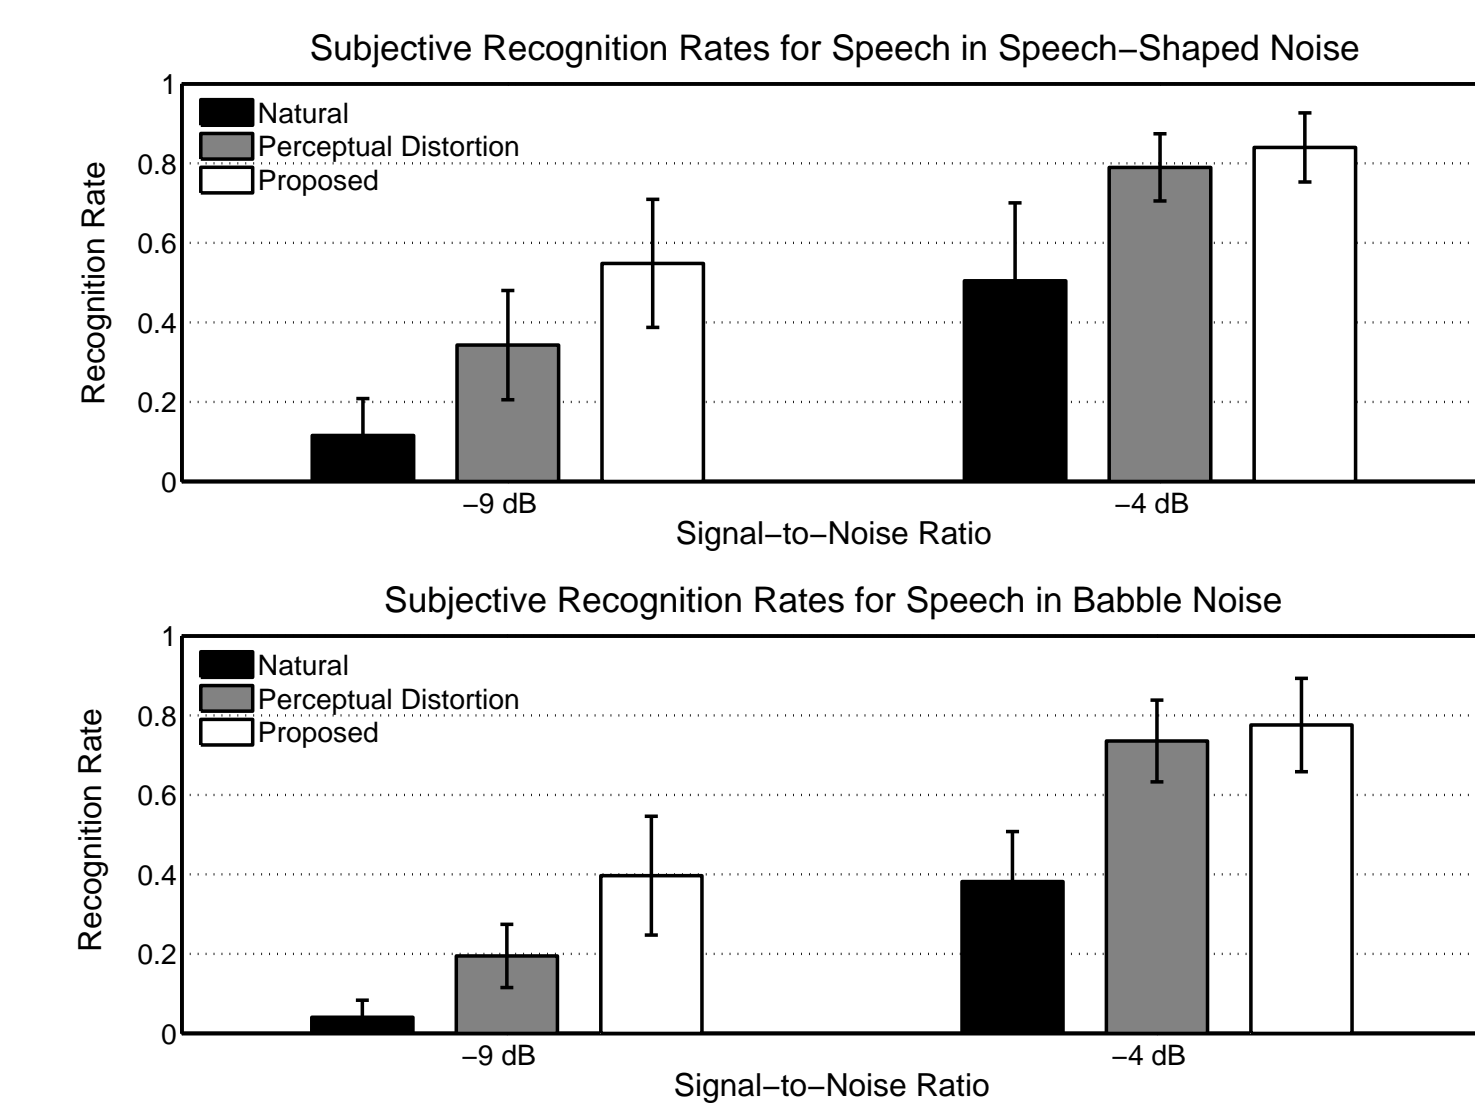 Subjective Recognition Rates for Speech in Speech−Shaped Noise
1
Natural
Perceptual Distortion
0.8
Proposed
Recognition Rate
0.6
0.4
0.2
0
−9 dB
−4 dB
Signal−to−Noise Ratio
Subjective Recognition Rates for Speech in Babble Noise
1
Natural
Perceptual Distortion
0.8
Proposed
Recognition Rate
0.6
0.4
0.2
0
−9 dB
−4 dB
Signal−to−Noise Ratio